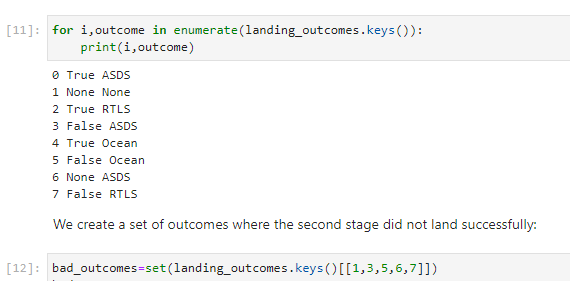 [11]: for i,outcome in enumerate(landing_outcomes.keys()):
    print(i,outcome)
0 True ASDS
1 None None
2 True RTLS
3 False ASDS
4 True Ocean
5 False Ocean
6 None ASDS
7 False RTLS
We create a set of outcomes where the second stage did not land successfully:
[12]: bad_outcomes=set(landing_outcomes.keys()[[1,3,5,6,7]])